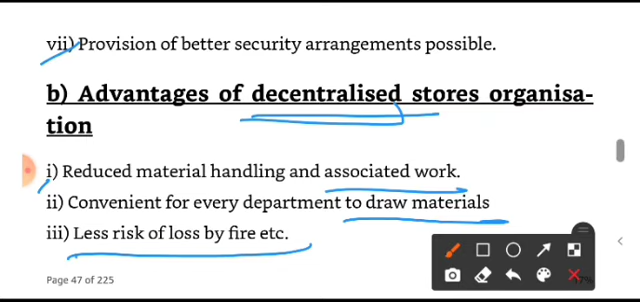 vii) Provision of better security arrangements possible.
b) Advantages of decentralised stores organisa-
tion
i) Reduced material handling and associated work.
ii) Convenient for every department to draw materials
iii) Less risk of loss by fire etc.
Page 47 of 225